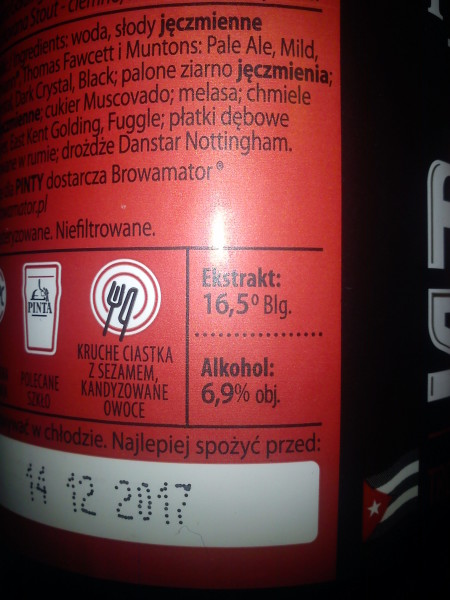 Stout - ciemne,
Ingredients: woda, słody jęczmienne
Thomas Fawcett i Muntons: Pale Ale, Mild,
Dark Crystal, Black; palone ziarno jęczmienia;
cukier Muscovado; melasa; chmiele
East Kent Golding, Fuggle; płatki dębowe
w rumie; drożdże Danstar Nottingham.
dla PINTY dostarcza Browamator®
Niefiltrowane.
PINTA
POLECANE
SZKŁO
KRUCHE CIASTKA
Z SEZAMEM,
KANDYZOWANE
OWOCE
Ekstrakt:
16,5° Blg.
Alkohol:
6,9% obj.
w chłodzie. Najlepiej spożyć przed:
14 12 2017